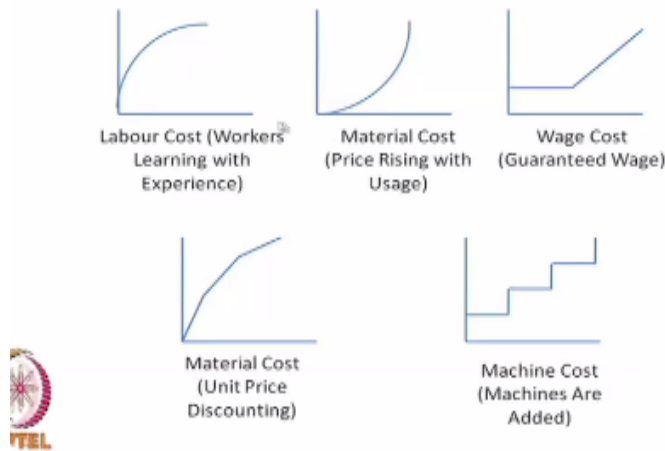 Labour Cost (Workers
Learning with
Experience)
Material Cost
(Price Rising with
Usage)
Wage Cost
(Guaranteed Wage)
Material Cost
(Unit Price
Discounting)
Machine Cost
(Machines Are
Added)
PTEL